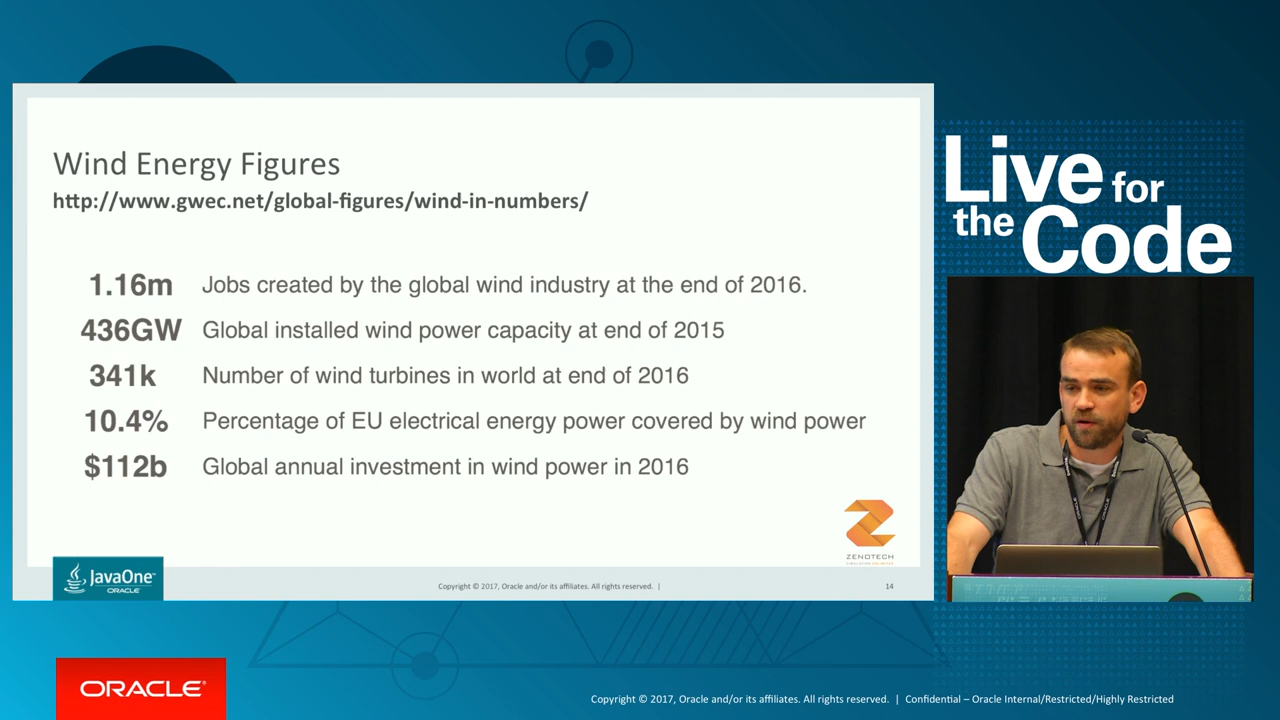 Wind Energy Figures
http://www.gwec.net/global-figures/wind-in-numbers/
1.16m Jobs created by the global wind industry at the end of 2016.
436GW Global installed wind power capacity at end of 2015
341k Number of wind turbines in world at end of 2016
10.4% Percentage of EU electrical energy power covered by wind power
$112b Global annual investment in wind power in 2016
ZENOTECH
JavaOne™
ORACLE
Copyright © 2017, Oracle and/or its affiliates. All rights reserved. |
14
Live for
the Code
ORACLE®
Copyright © 2017, Oracle and/or its affiliates. All rights reserved. | Confidential – Oracle Internal/Restricted/Highly Restricted